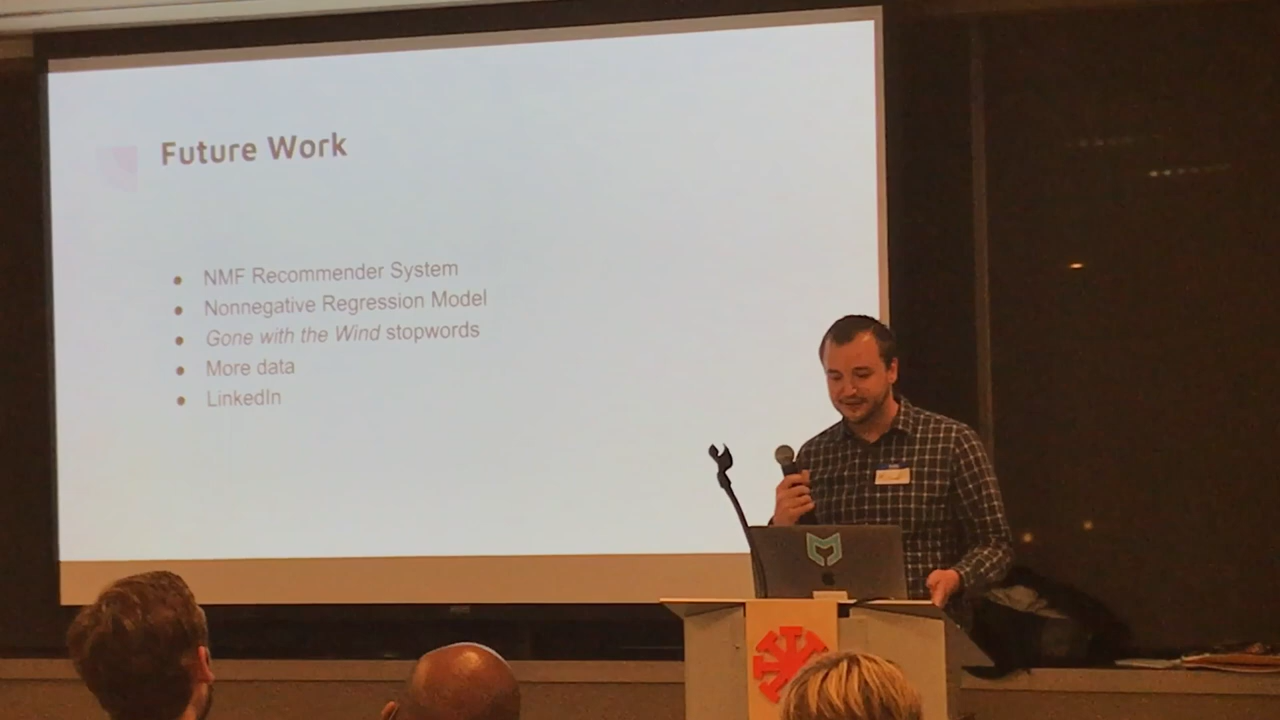 Future Work
● NMF Recommender System
● Nonnegative Regression Model
● Gone with the Wind stopwords
● More data
● LinkedIn